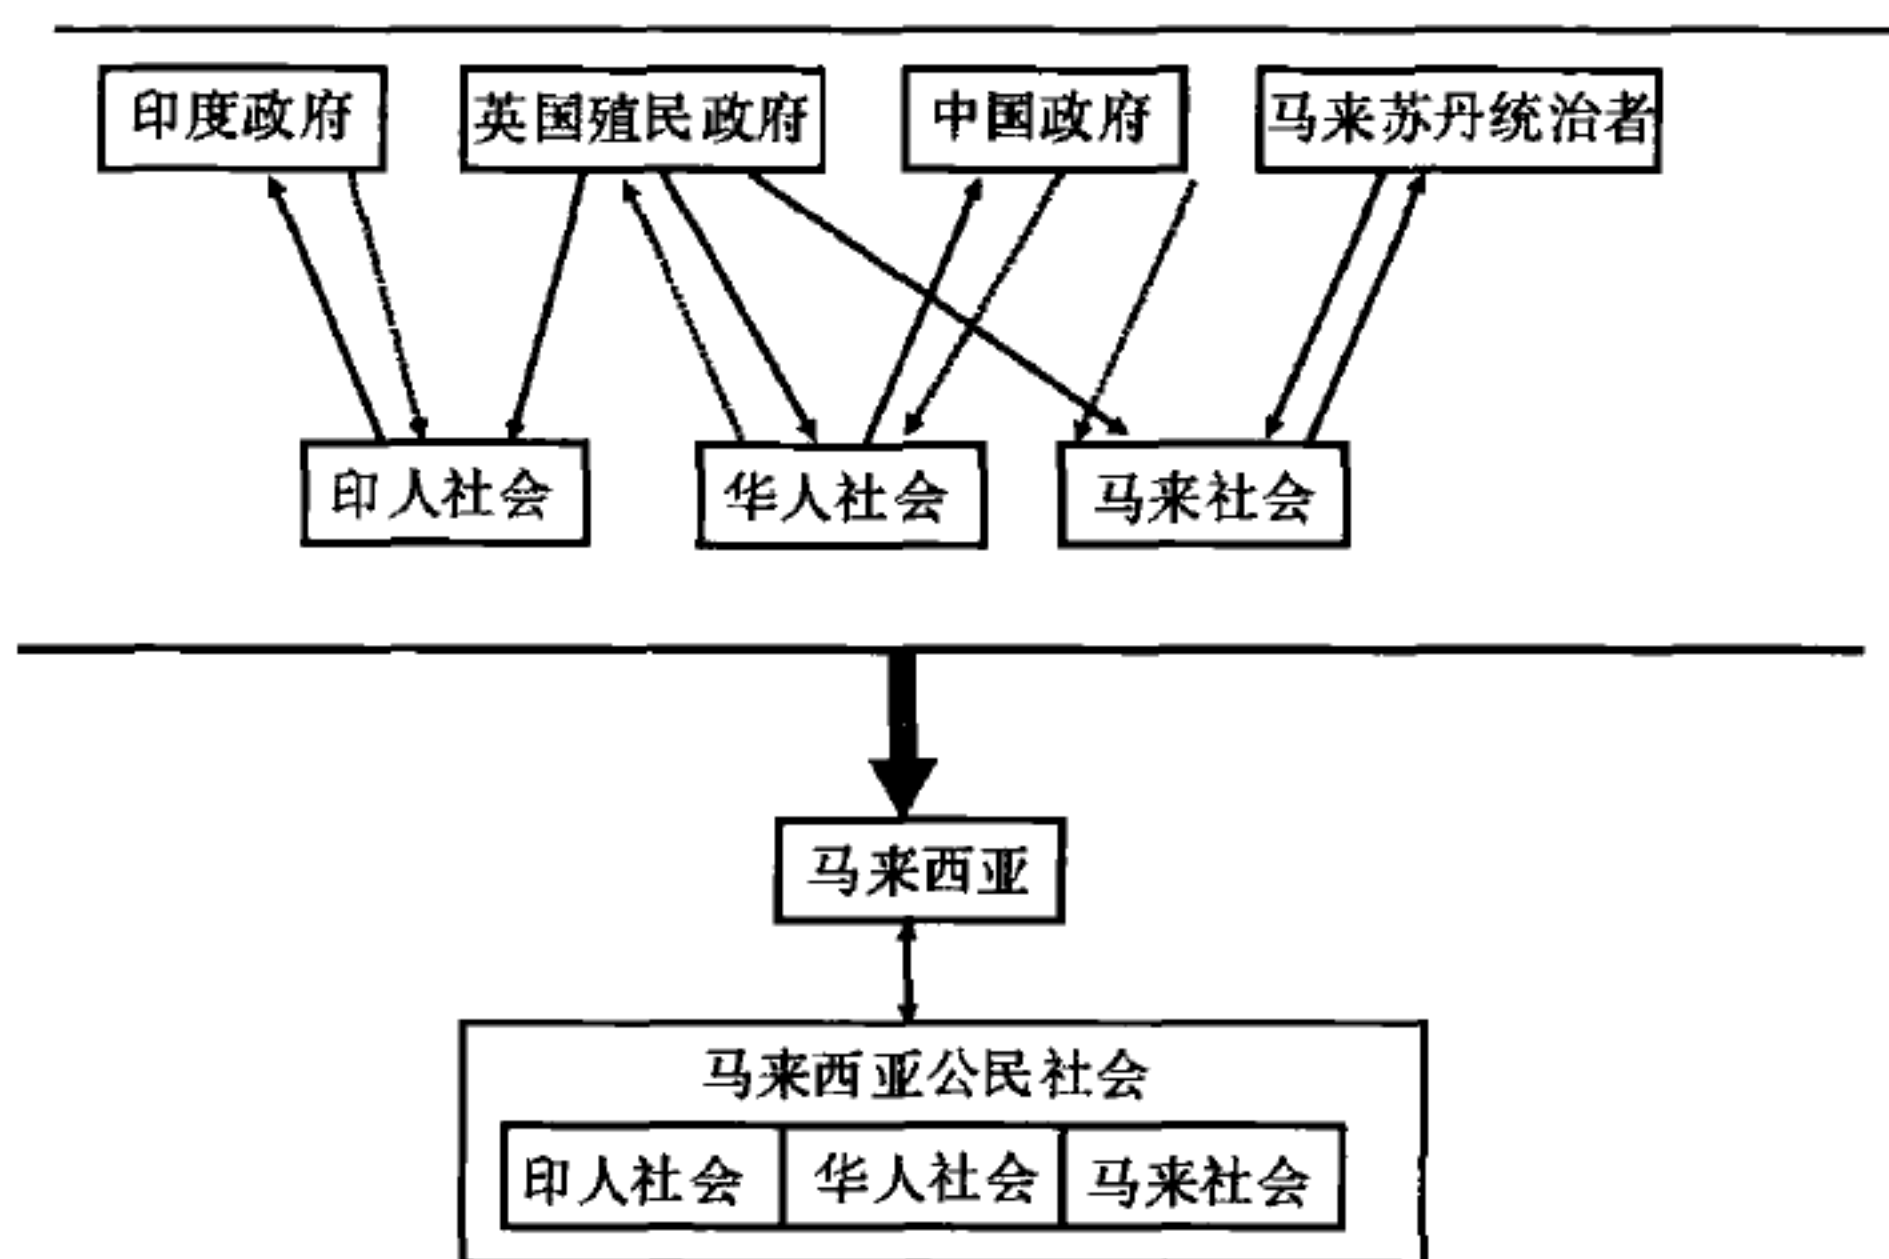 印度政府 英国殖民政府 中国政府 马来苏丹统治者
印人社会 华人社会 马来社会
马来西亚
马来西亚公民社会
印人社会 华人社会 马来社会